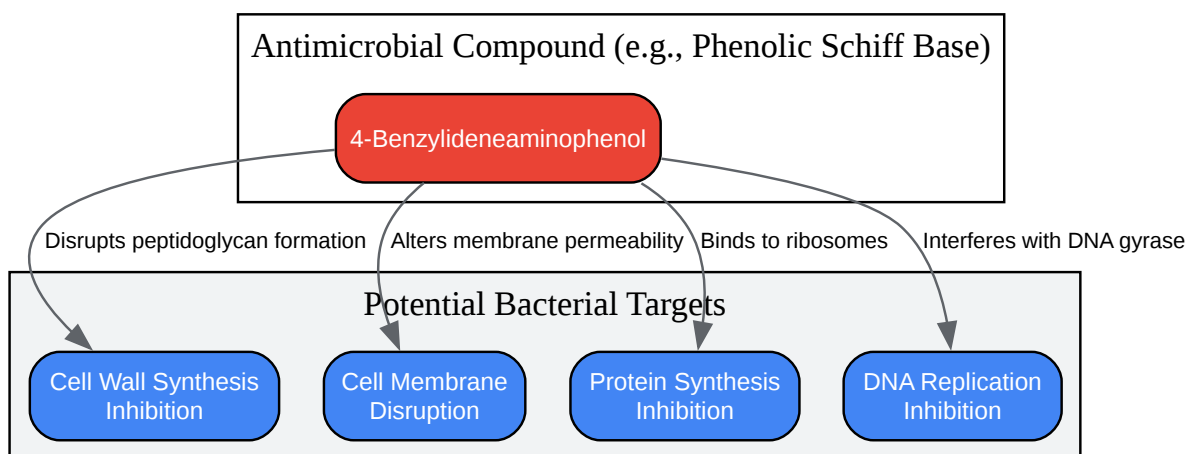 Antimicrobial Compound (e.g., Phenolic Schiff Base)
4-Benzylideneaminophenol
Disrupts peptidoglycan formation
Alters membrane permeability
Binds to ribosomes
Interferes with DNA gyrase
Potential Bacterial Targets
Cell Wall Synthesis
Inhibition
Cell Membrane
Disruption
Protein Synthesis
Inhibition
DNA Replication
Inhibition